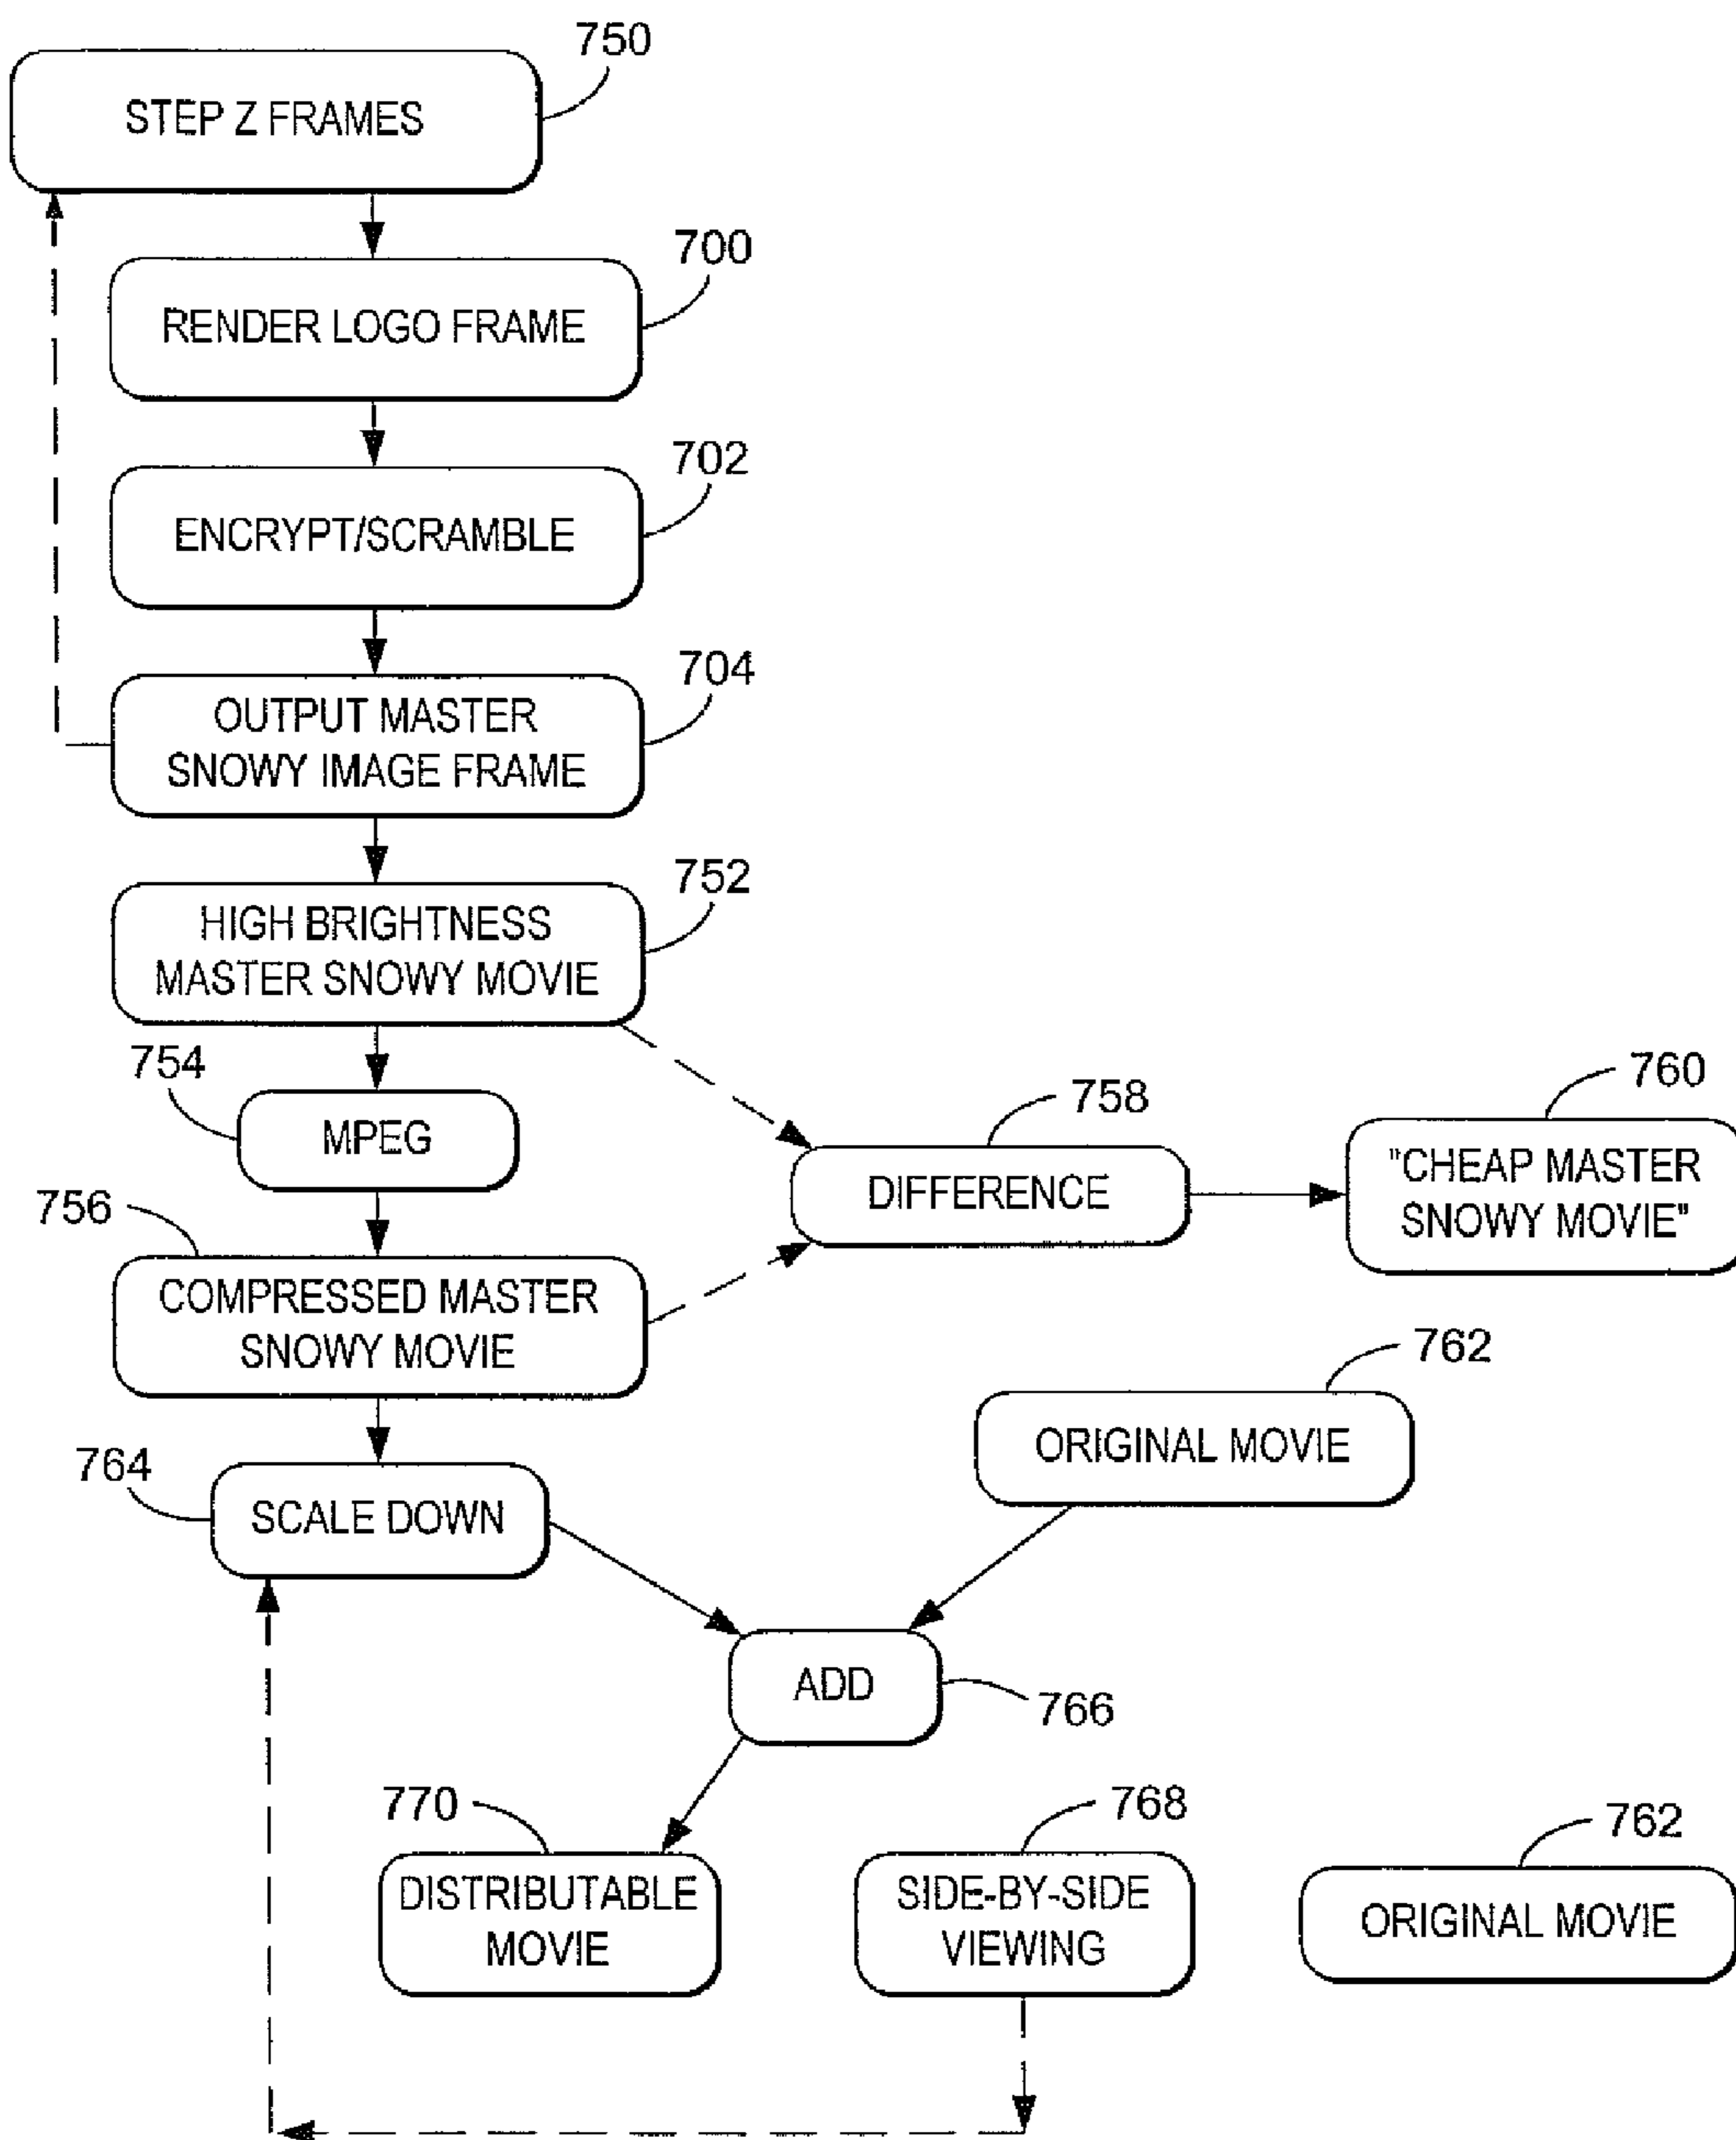 750
STEP Z FRAMES
700
RENDER LOGO FRAME
702
ENCRYPT/SCRAMBLE
704
OUTPUT MASTER
SNOWY IMAGE FRAME
752
HIGH BRIGHTNESS
MASTER SNOWY MOVIE
754
MPEG
758
DIFFERENCE
760
"CHEAP MASTER
SNOWY MOVIE"
756
COMPRESSED MASTER
SNOWY MOVIE
762
ORIGINAL MOVIE
764
SCALE DOWN
ADD
766
770
DISTRIBUTABLE
MOVIE
768
SIDE-BY-SIDE
VIEWING
762
ORIGINAL MOVIE